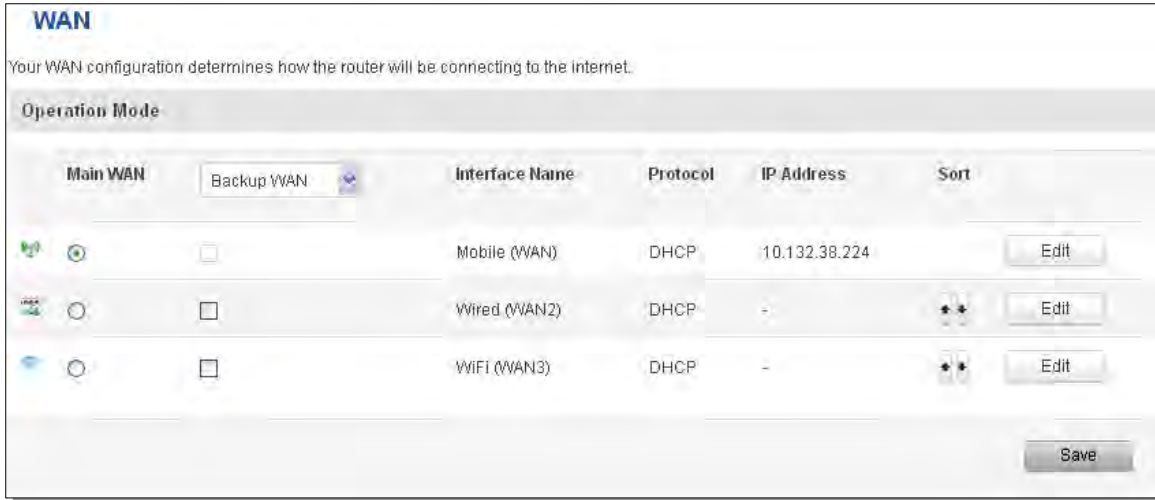 WAN
Your WAN configuration determines how the router will be connecting to the internet.
Operation Mode
Main WAN Backup WAN Interface Name Protocol IP Address Sort
Mobile (WAN) DHCP 10.132.38.224 Edit
Wired (WAN2) DHCP - Edit
WiFi (WAN3) DHCP - Edit
Save